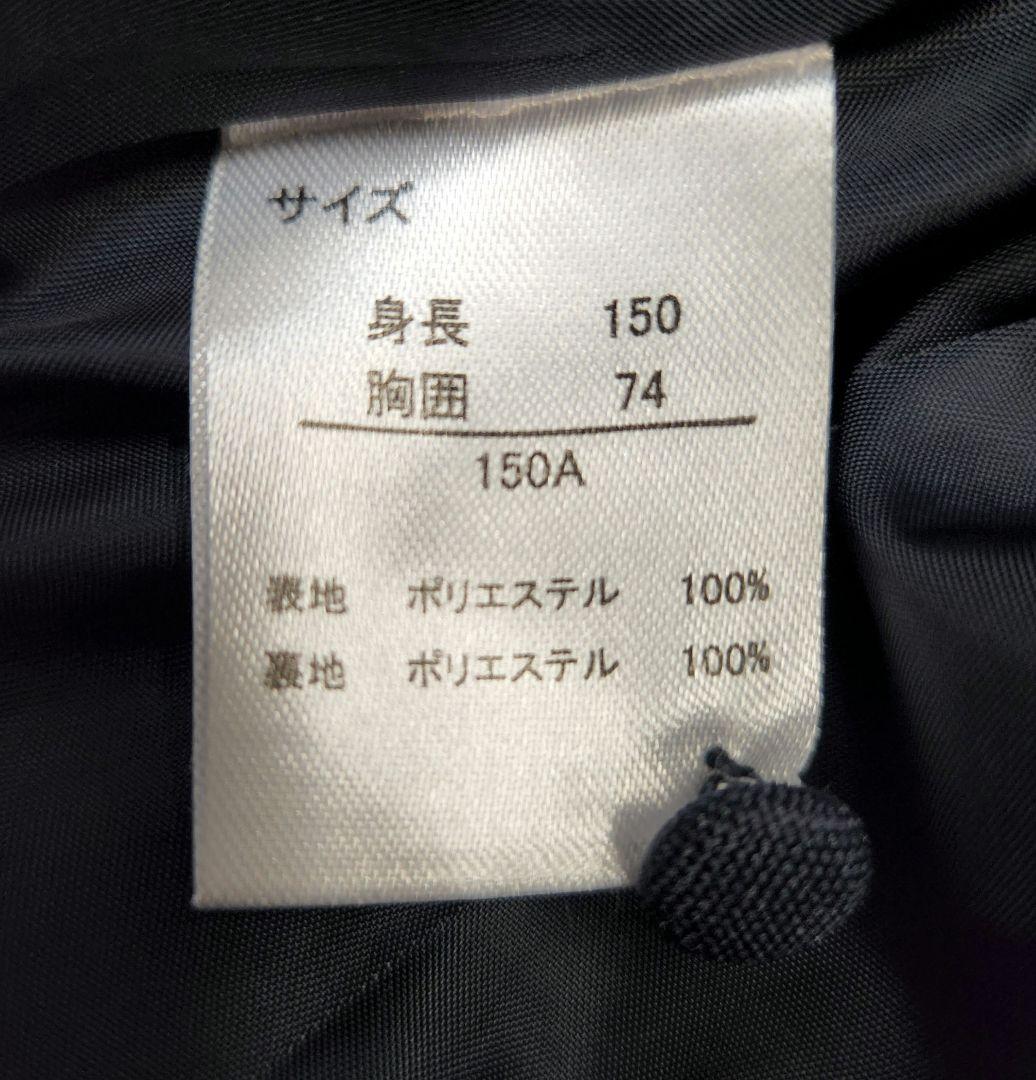 サイズ
身長 150
胸囲 74
150A
表地 ポリエステル 100%
裏地 ポリエステル 100%